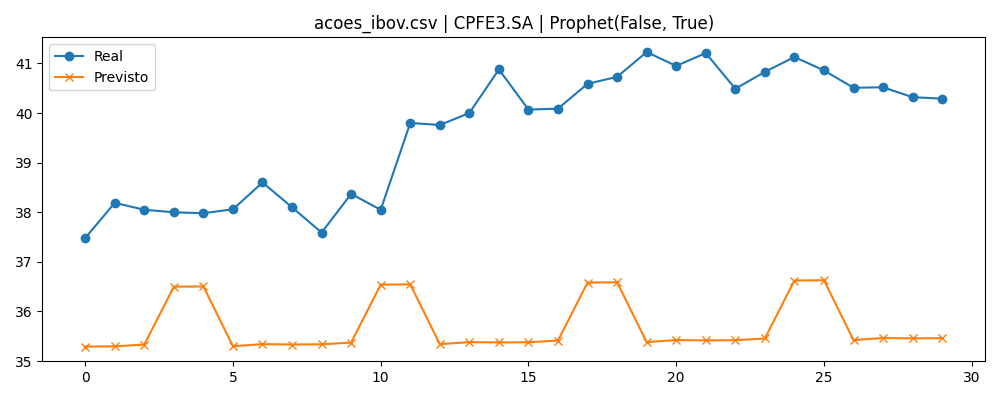 acoes_ibov.csv | CPFE3.SA | Prophet(False, True)
Real
Previsto
41
40
39
38
37
36
35
0 5 10 15 20 25 30